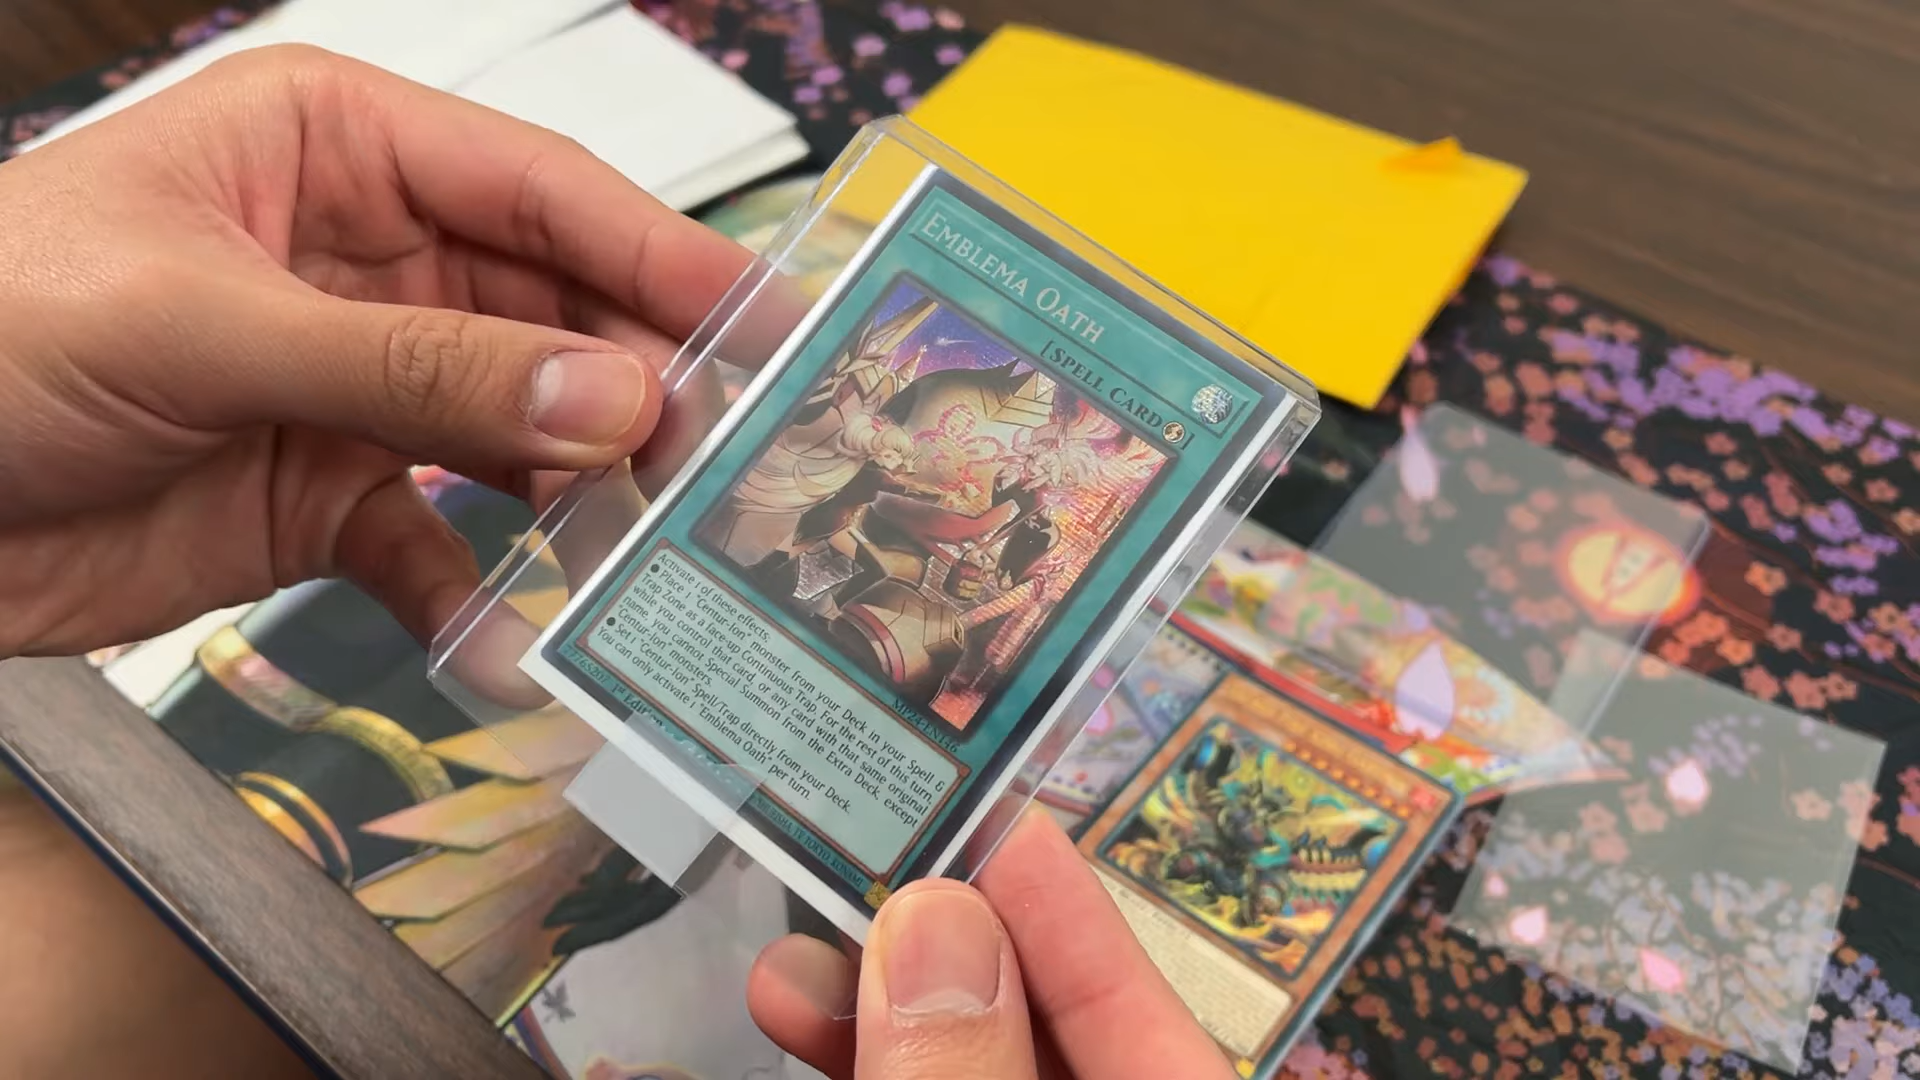 EMBLEMA OATH
[SPELL CARD ]
MP24-EN146
Activate 1 of these effects;
● Place 1 "Centur-Ion" monster from your Deck in your Spell &
Trap Zone as a face-up Continuous Trap. For the rest of this turn,
while you control that card, or any card with that same original
name, you cannot Special Summon from the Extra Deck, except
"Centur-Ion" monsters.
● Set 1 "Centur-Ion" Spell/Trap directly from your Deck.
You can only activate 1 "Emblema Oath" per turn.
1st Edition
TV TOKYO, KONAMI